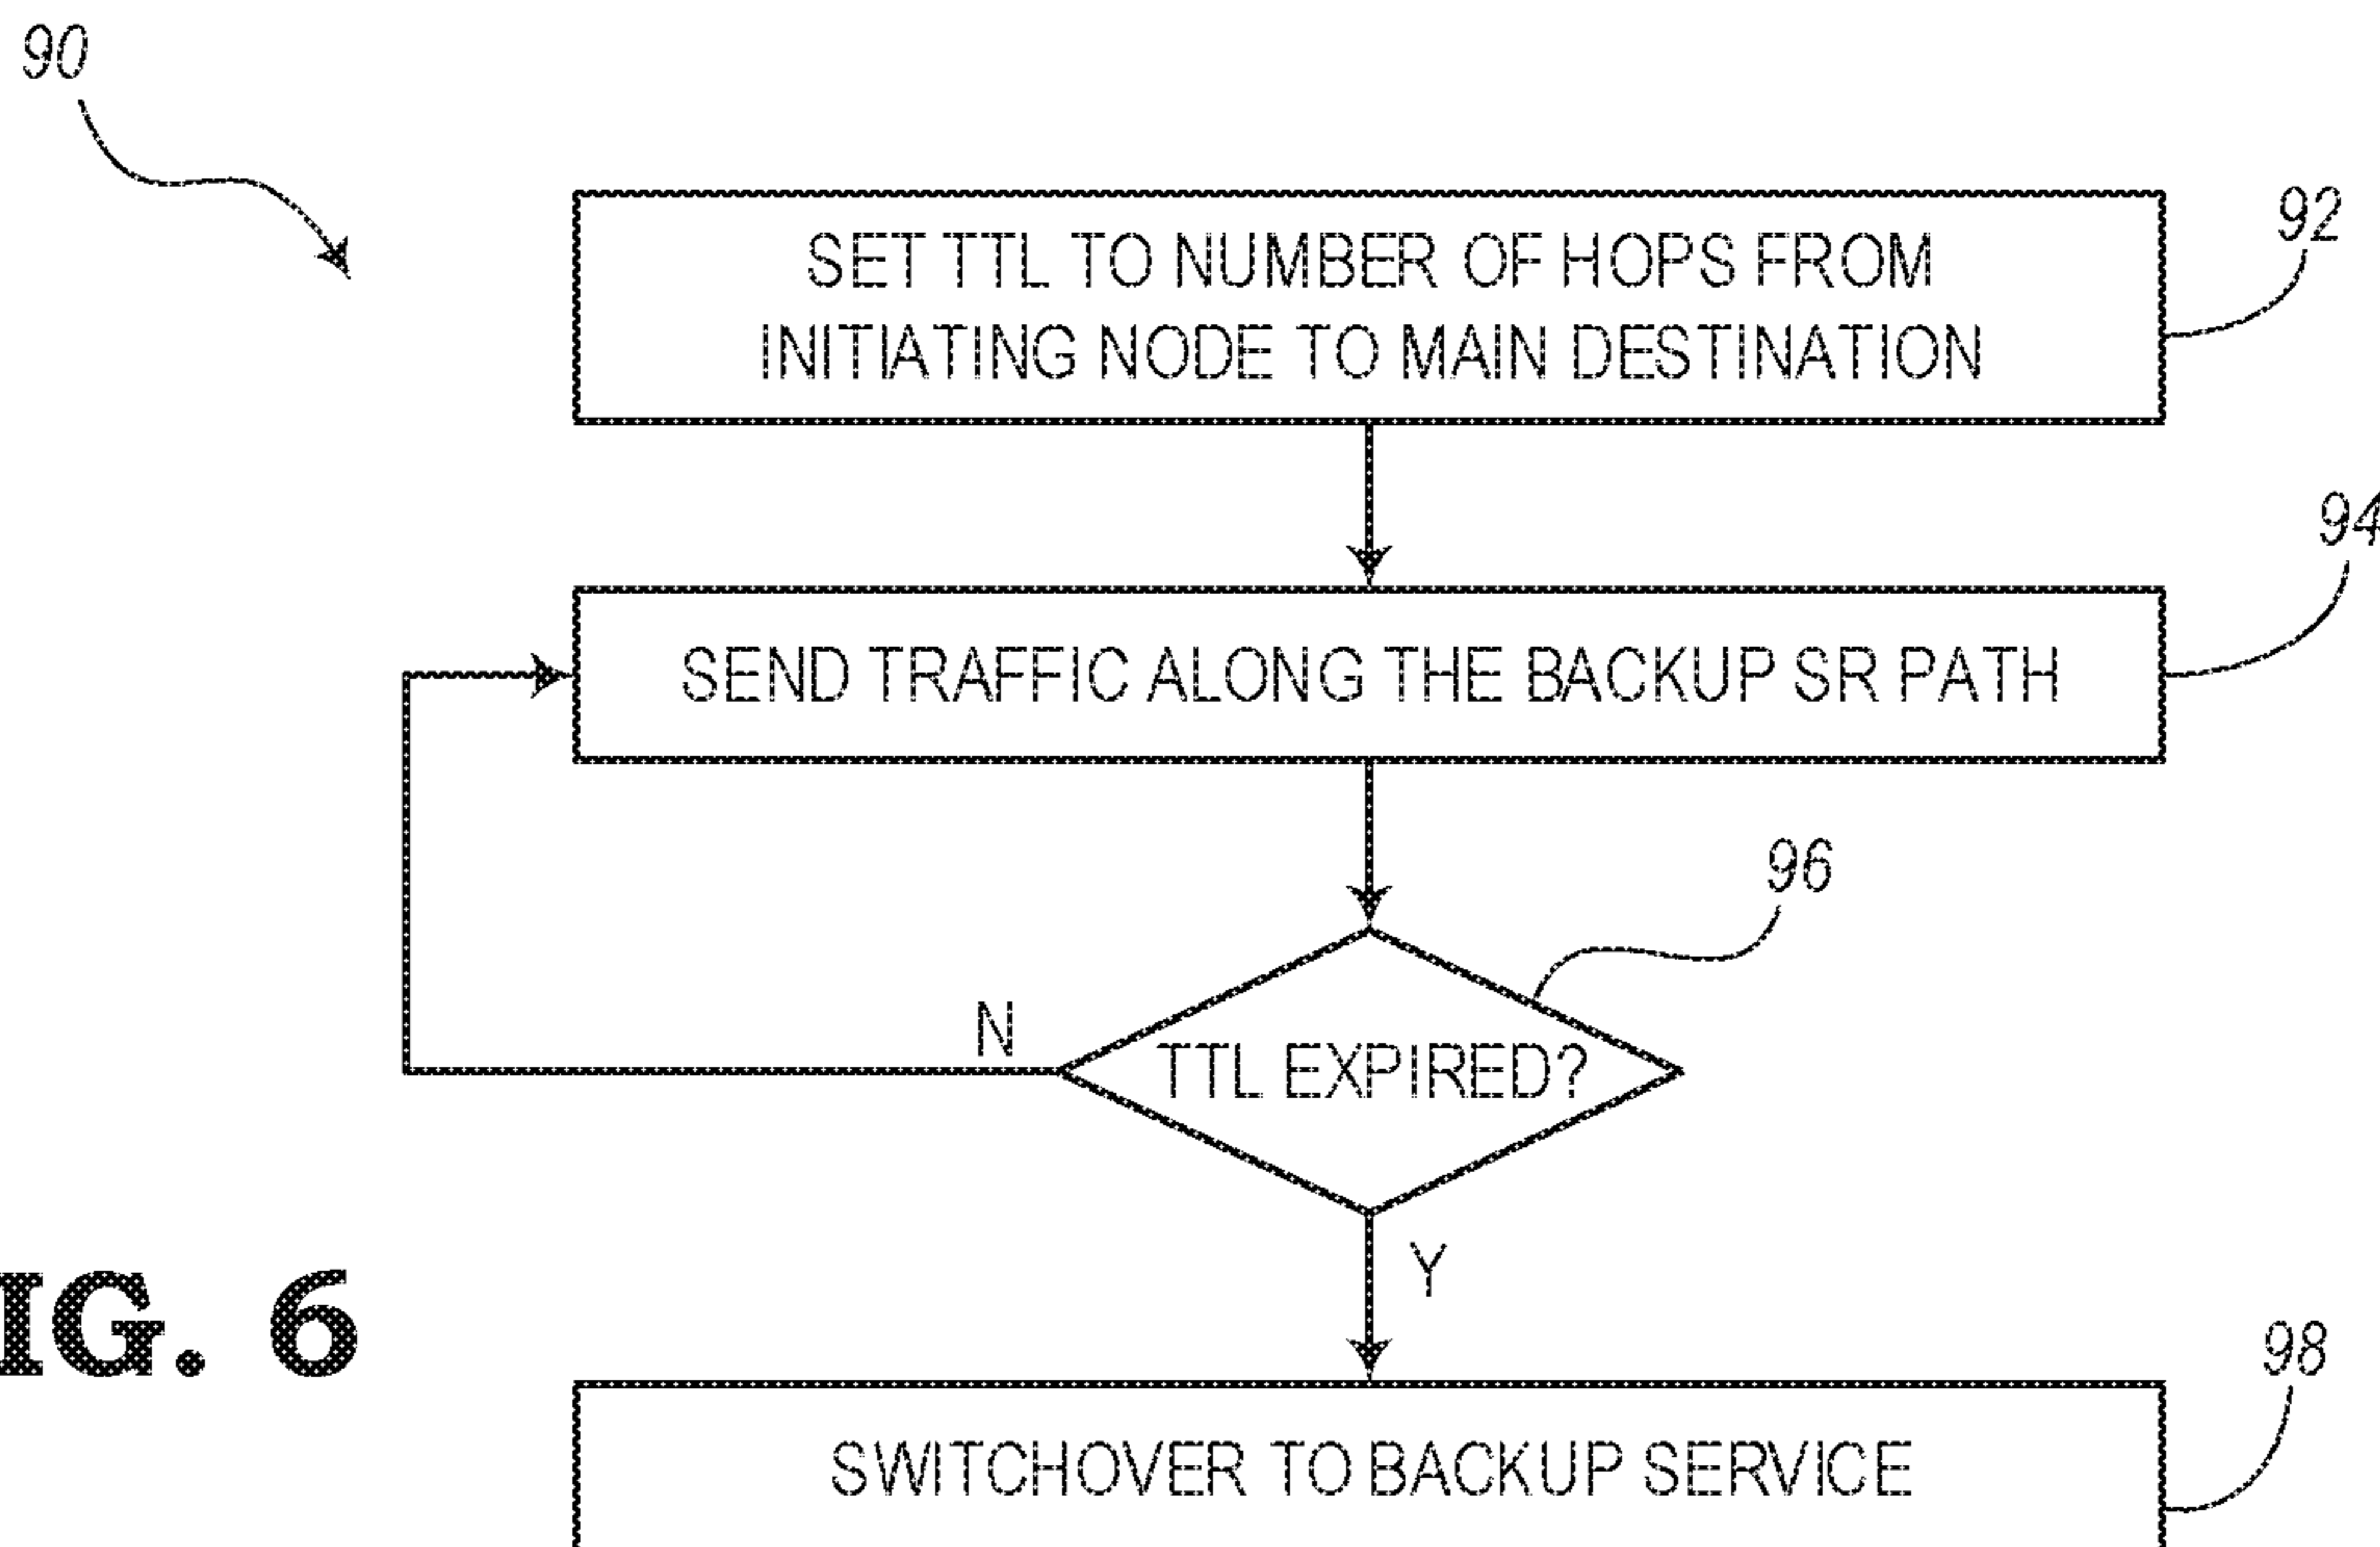 90
92
SET TTL TO NUMBER OF HOPS FROM
INITIATING NODE TO MAIN DESTINATION
94
SEND TRAFFIC ALONG THE BACKUP SR PATH
96
N
TTL EXPIRED?
Y
IG. 6
98
SWITCHOVER TO BACKUP SERVICE